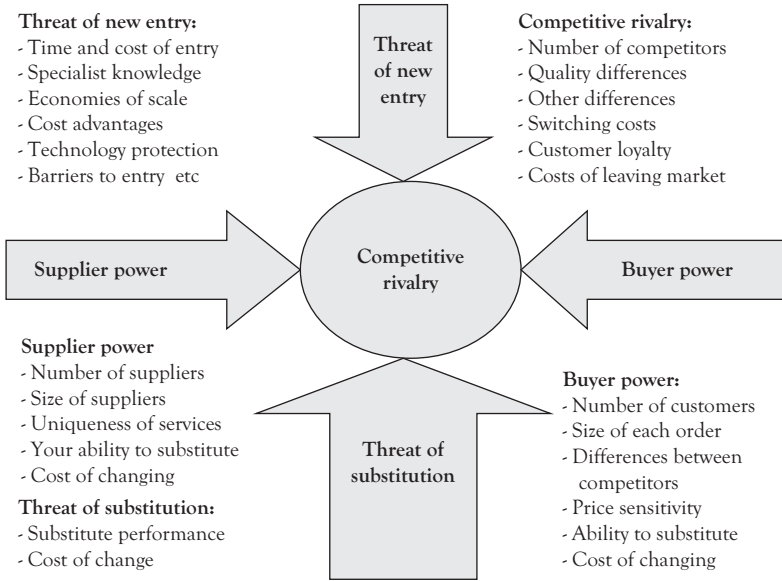 Threat of new entry:
- Time and cost of entry
- Specialist knowledge
- Economies of scale
- Cost advantages
- Technology protection
- Barriers to entry etc
Threat
of new
entry
Competitive rivalry:
- Number of competitors
- Quality differences
- Other differences
- Switching costs
- Customer loyalty
- Costs of leaving market
Supplier power
Competitive
rivalry
Buyer power
Supplier power
- Number of suppliers
- Size of suppliers
- Uniqueness of services
- Your ability to substitute
- Cost of changing
Threat of substitution:
- Substitute performance
- Cost of change
Threat of
substitution
Buyer power:
- Number of customers
- Size of each order
- Differences between
competitors
- Price sensitivity
- Ability to substitute
- Cost of changing